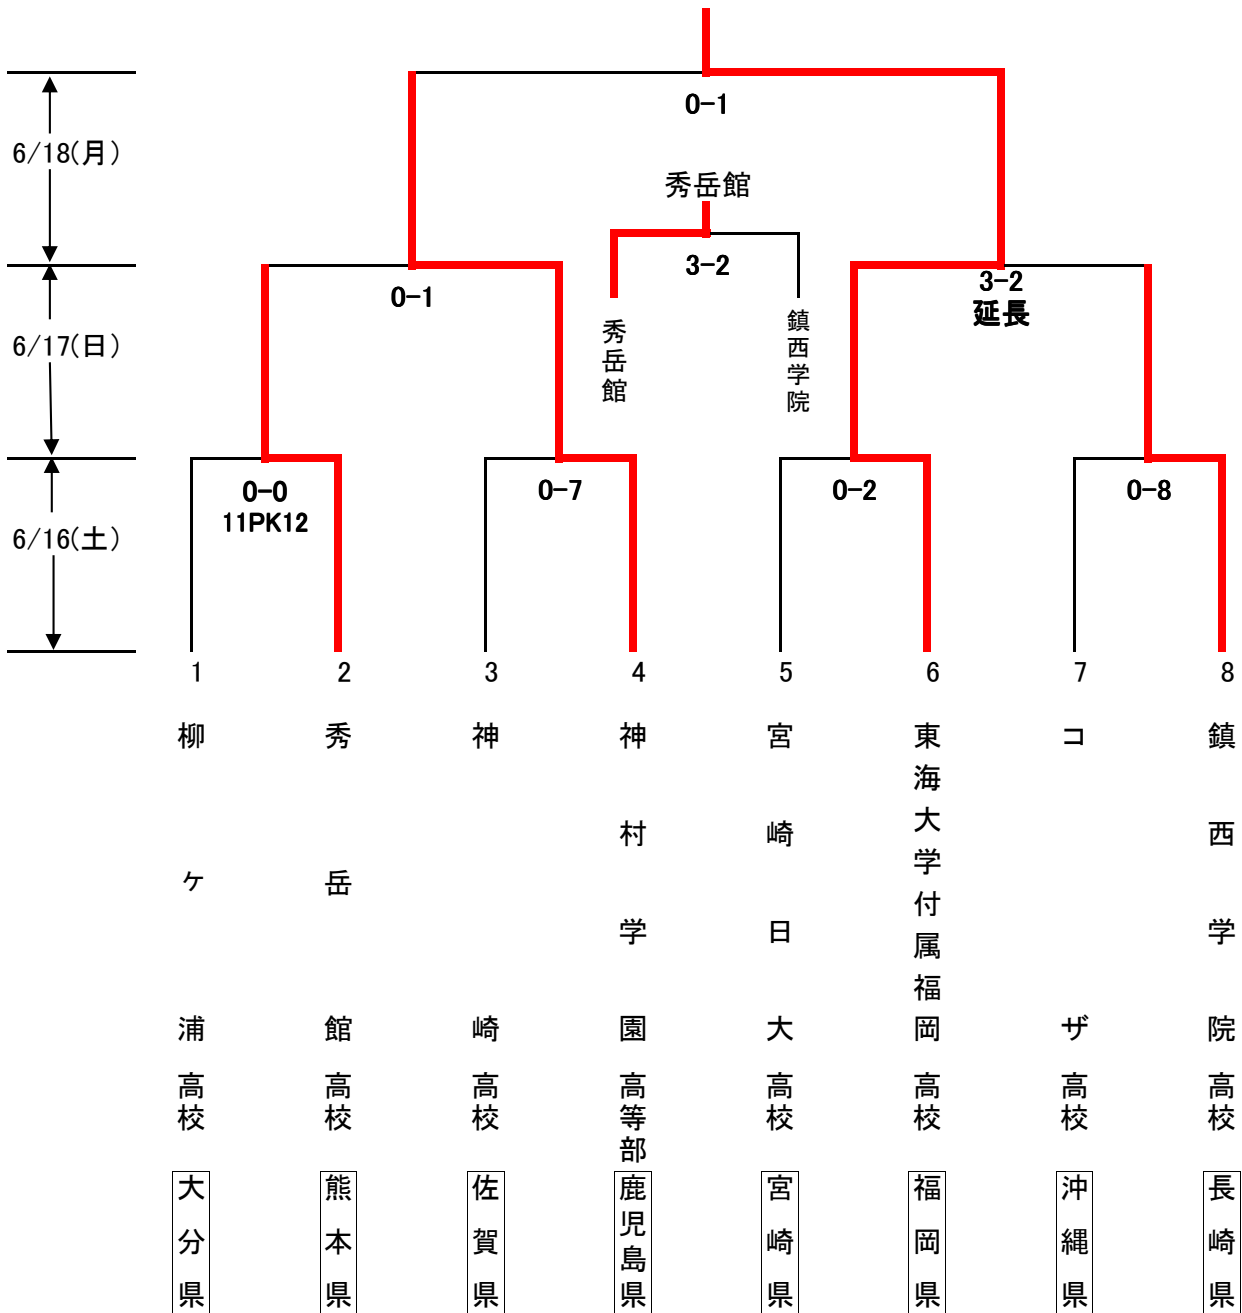 0-1
6/18(月)
秀岳館
3-2
0-1
3-2
延長
秀岳館
鎮西学院
6/17(日)
0-0
11PK12
0-7
0-2
0-8
6/16(土)
1
2
3
4
5
6
7
8
柳ケ浦高校
秀岳館高校
神崎高校
神村学園高等部
宮崎日大高校
東海大学付属福岡高校
コザ高校
鎮西学院高校
大分県
熊本県
佐賀県
鹿児島県
宮崎県
福岡県
沖縄県
長崎県